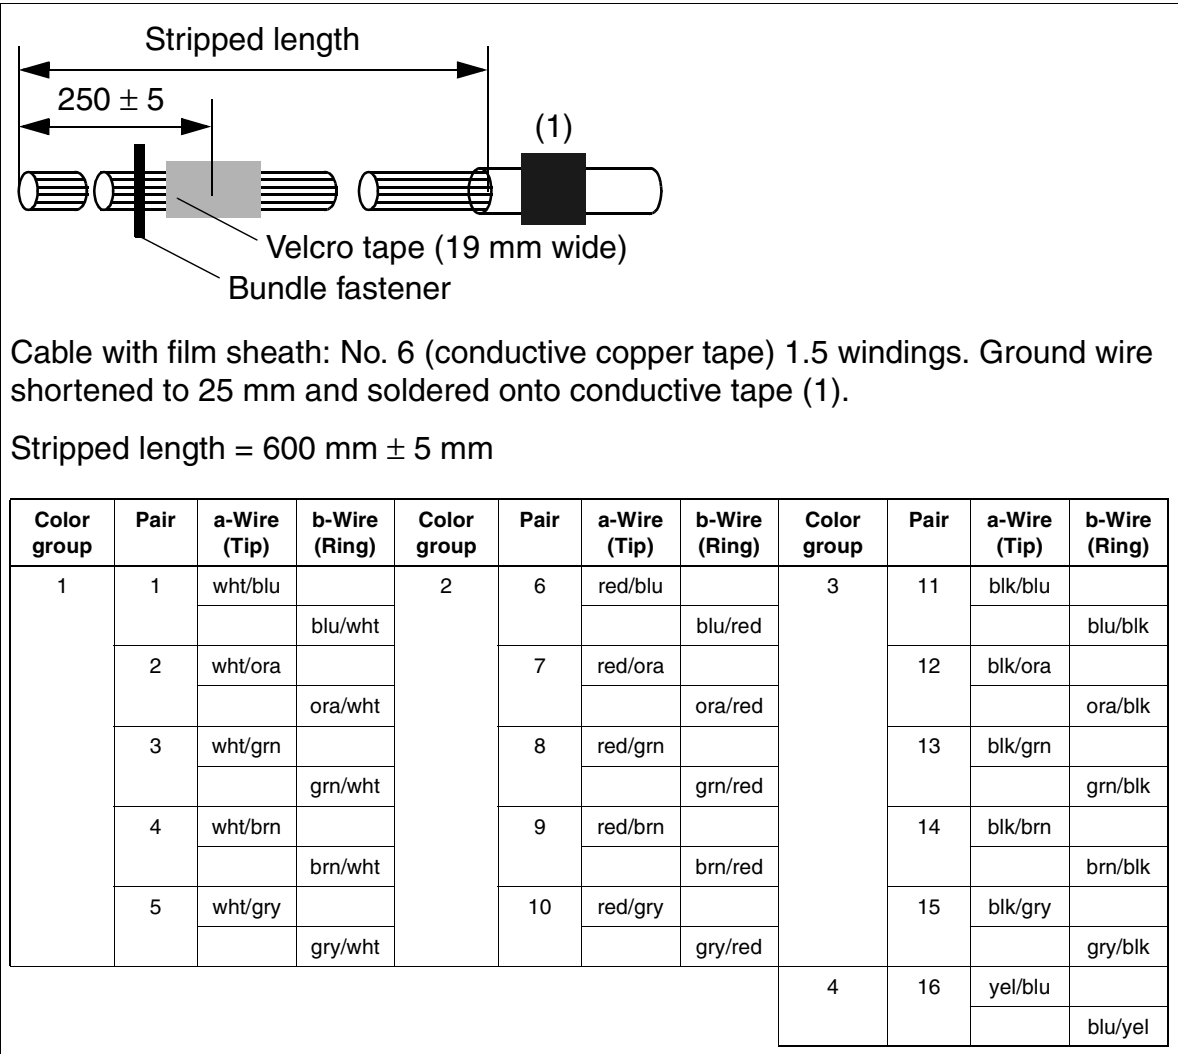 Stripped length
250 ± 5
(1)
Velcro tape (19 mm wide)
Bundle fastener
Cable with film sheath: No. 6 (conductive copper tape) 1.5 windings. Ground wire
shortened to 25 mm and soldered onto conductive tape (1).
Stripped length = 600 mm ± 5 mm
Color group Pair a-Wire (Tip) b-Wire (Ring) Color group Pair a-Wire (Tip) b-Wire (Ring) Color group Pair a-Wire (Tip) b-Wire (Ring)
1 1 wht/blu 2 6 red/blu 3 11 blk/blu
blu/wht blu/red blu/blk
2 wht/ora 7 red/ora 12 blk/ora
ora/wht ora/red ora/blk
3 wht/grn 8 red/grn 13 blk/grn
grn/wht grn/red grn/blk
4 wht/brn 9 red/brn 14 blk/brn
brn/wht brn/red brn/blk
5 wht/gry 10 red/gry 15 blk/gry
gry/wht gry/red gry/blk
4 16 yel/blu
blu/yel